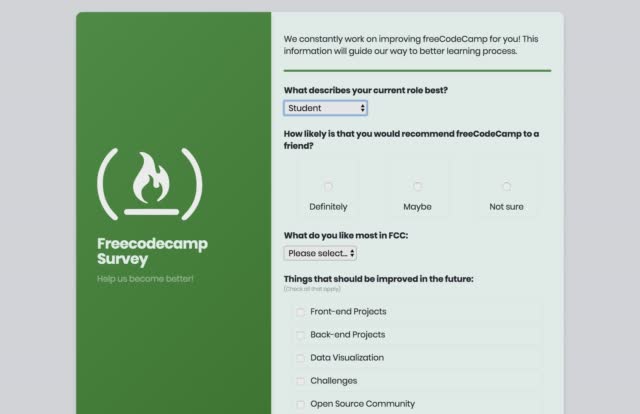 We constantly work on improving freeCodeCamp for you! This
information will guide our way to better learning process.
What describes your current role best?
Student
How likely is that you would recommend freeCodeCamp to a
friend?
Definitely
Maybe
Not sure
What do you like most in FCC:
Please select...
Things that should be improved in the future:
(Check all that apply)
Front-end Projects
Back-end Projects
Data Visualization
Challenges
Open Source Community
Freecodecamp
Survey
Help us become better!